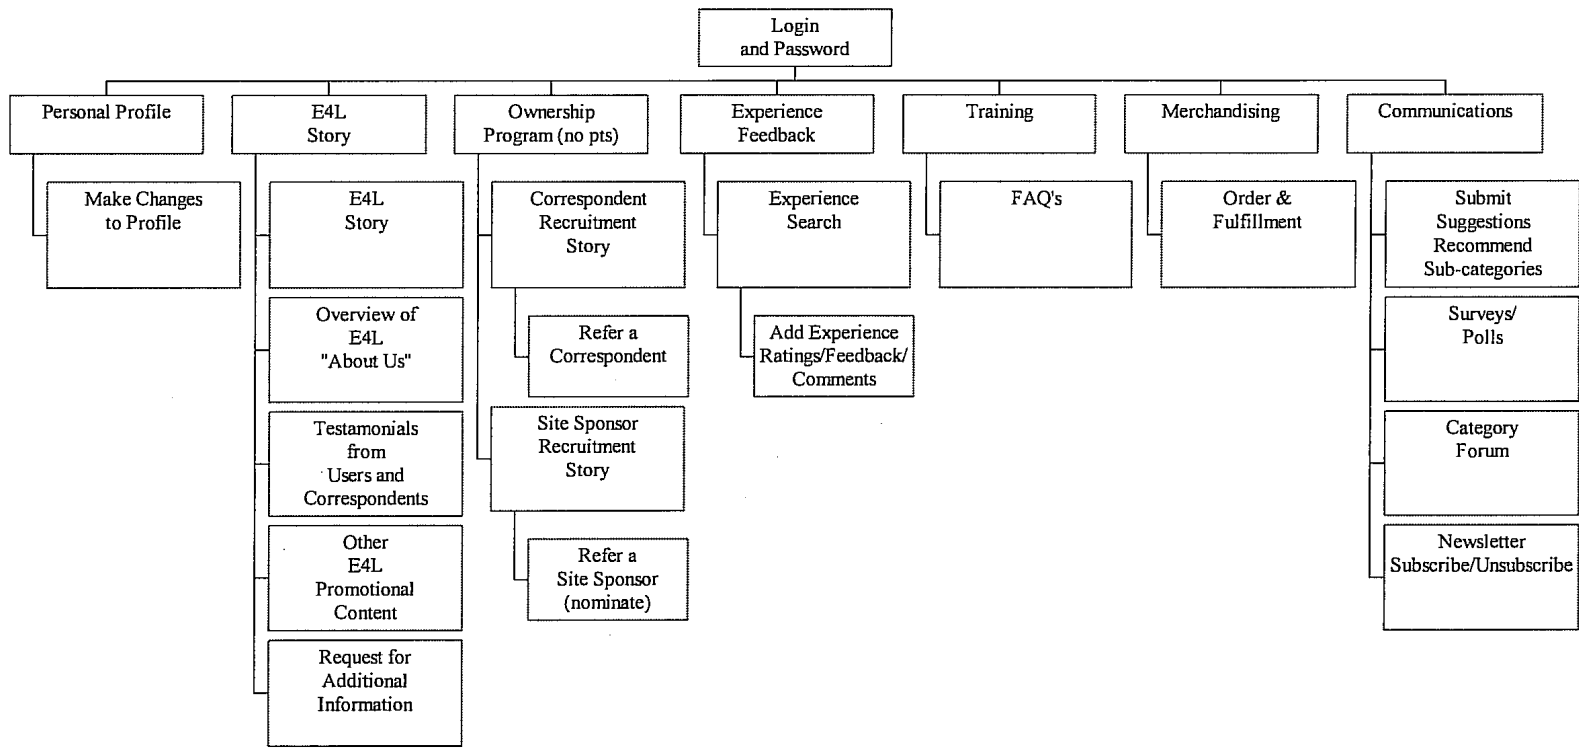 Login
and Password
Personal Profile
Make Changes
to Profile
E4L
Story
E4L
Story
Overview of
E4L
"About Us"
Testamonials
from
Users and
Correspondents
Other
E4L
Promotional
Content
Request for
Additional
Information
Ownership
Program (no pts)
Correspondent
Recruitment
Story
Refer a
Correspondent
Site Sponsor
Recruitment
Story
Refer a
Site Sponsor
(nominate)
Experience
Feedback
Experience
Search
Add Experience
Ratings/Feedback/
Comments
Training
FAQ's
Merchandising
Order &
Fulfillment
Communications
Submit
Suggestions
Recommend
Sub-categories
Surveys/
Polls
Category
Forum
Newsletter
Subscribe/Unsubscribe